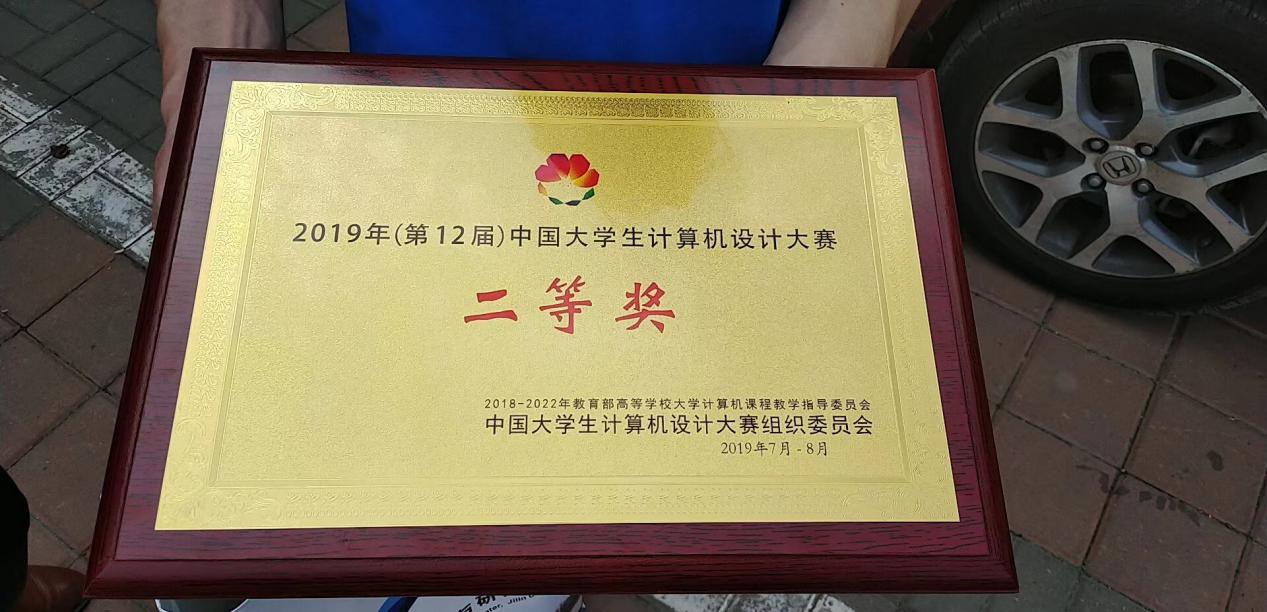 2019年(第12届)中国大学生计算机设计大赛
二等奖
2018-2022年教育部高等学校大学计算机课程教学指导委员会
中国大学生计算机设计大赛组织委员会
2019年7月-8月